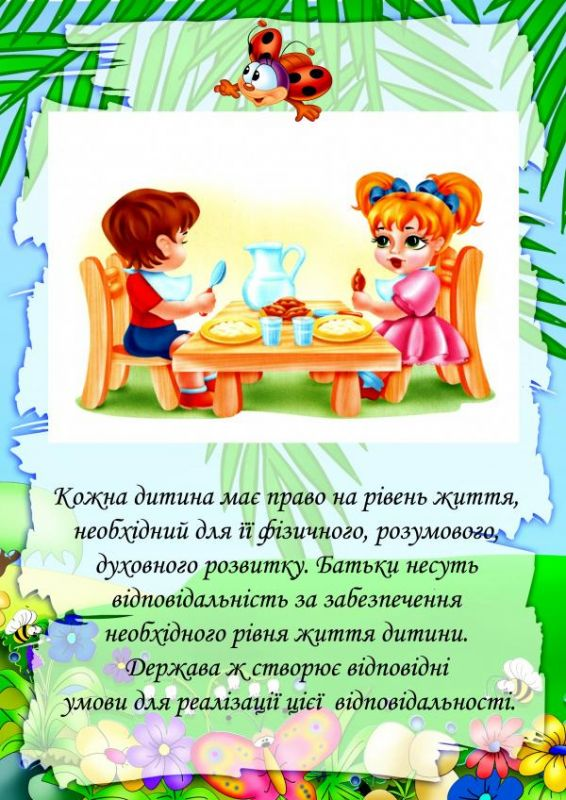 Кожна дитина має право на рівень життя,
необхідний для її фізичного, розумового,
духовного розвитку. Батьки несуть
відповідальність за забезпечення
необхідного рівня життя дитини.
Держава ж створює відповідні
умови для реалізації цієї відповідальності.